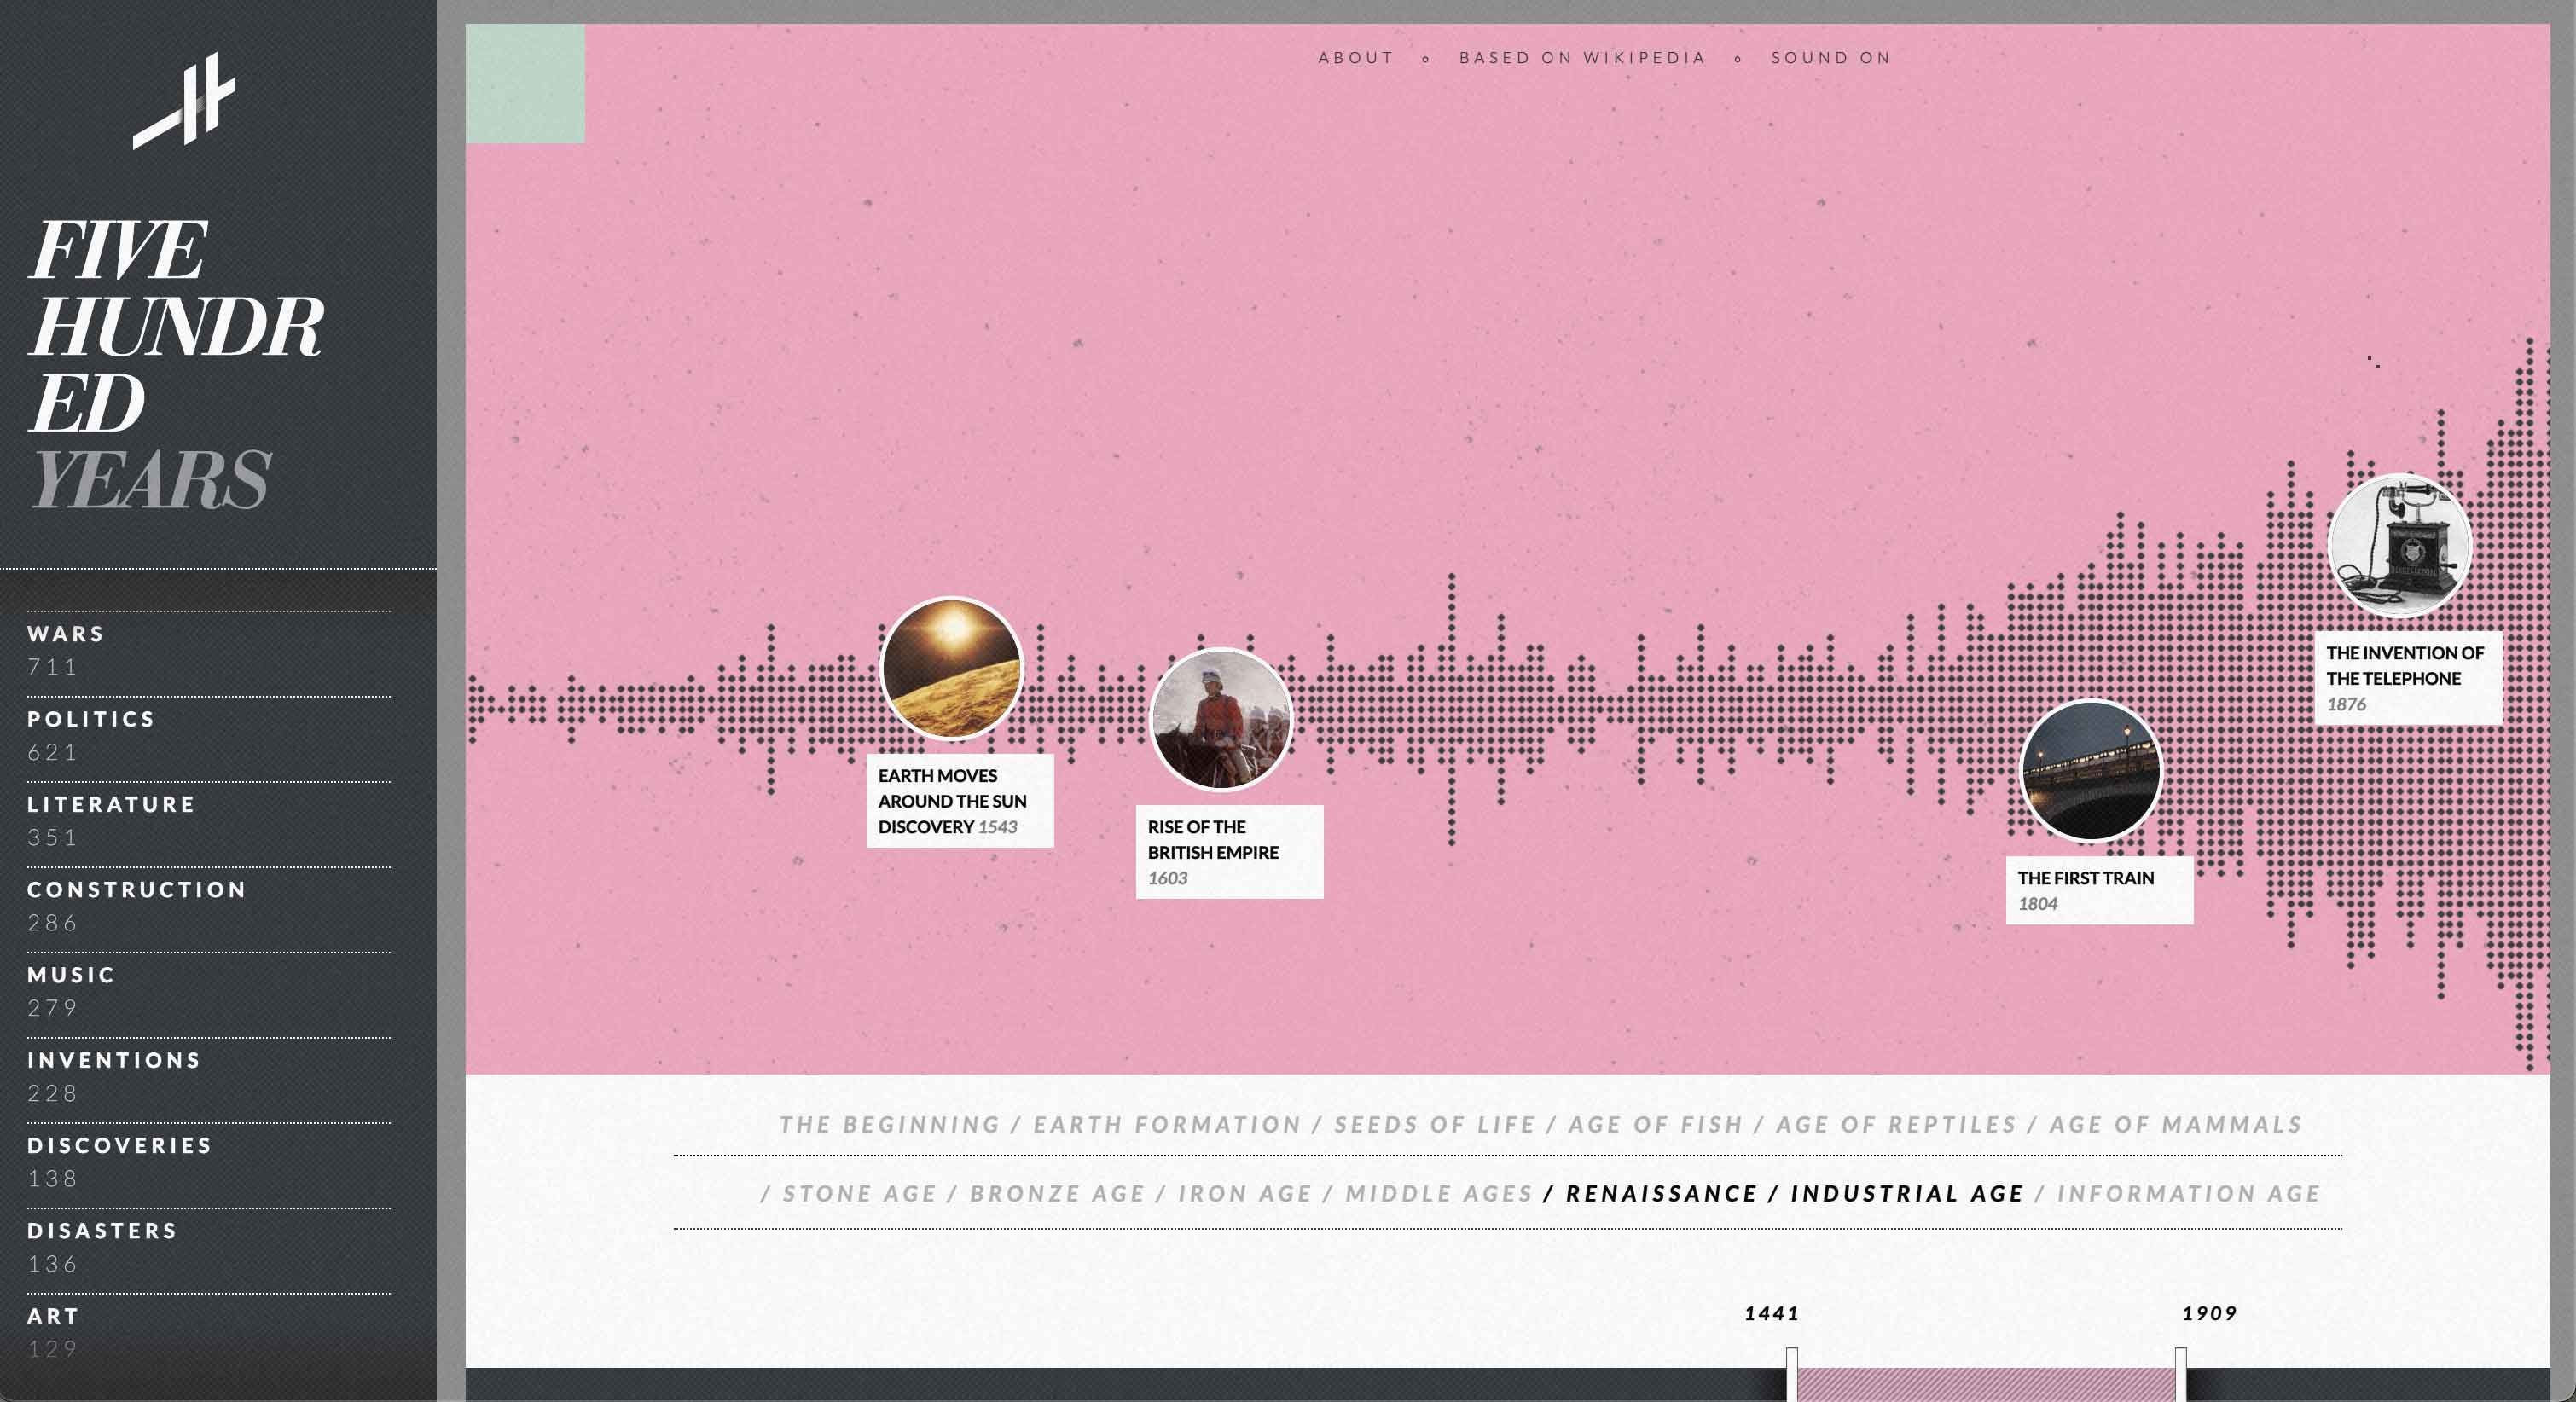 FIVE
HUNDR
ED
YEARS
WARS
711
POLITICS
621
LITERATURE
351
CONSTRUCTION
286
MUSIC
279
INVENTIONS
228
DISCOVERIES
138
DISASTERS
136
ART
129
ABOUT BASED ON WIKIPEDIA SOUND ON
EARTH MOVES
AROUND THE SUN
DISCOVERY 1543
RISE OF THE
BRITISH EMPIRE
1603
THE FIRST TRAIN
1804
THE INVENTION OF
THE TELEPHONE
1876
THE BEGINNING / EARTH FORMATION / SEEDS OF LIFE / AGE OF FISH / AGE OF REPTILES / AGE OF MAMMALS
/ STONE AGE / BRONZE AGE / IRON AGE / MIDDLE AGES / RENAISSANCE / INDUSTRIAL AGE / INFORMATION AGE
1441 1909